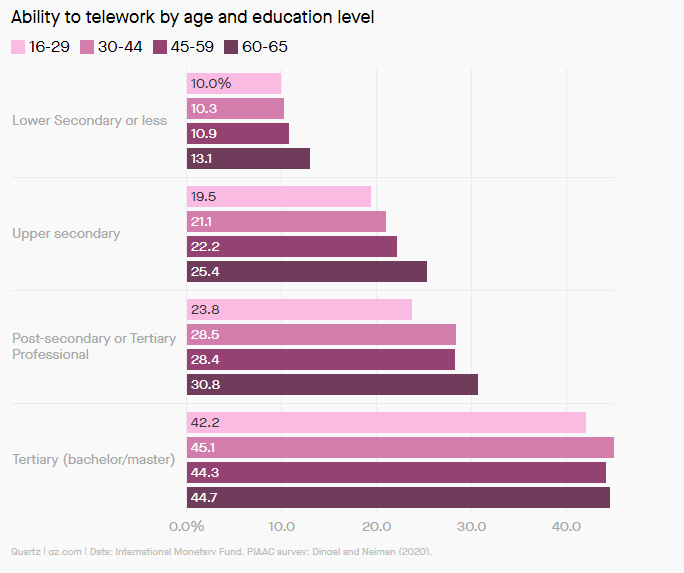 Ability to telework by age and education level
16-29 30-44 45-59 60-65
Lower Secondary or less
10.0%
10.3
10.9
13.1
Upper secondary
19.5
21.1
22.2
25.4
Post-secondary or Tertiary
Professional
23.8
28.5
28.4
30.8
Tertiary (bachelor/master)
42.2
45.1
44.3
44.7
0.0% 10.0 20.0 30.0 40.0
Quartz | qz.com | Data: International Monetary Fund, PIAAC survey; Dingel and Neiman (2020).